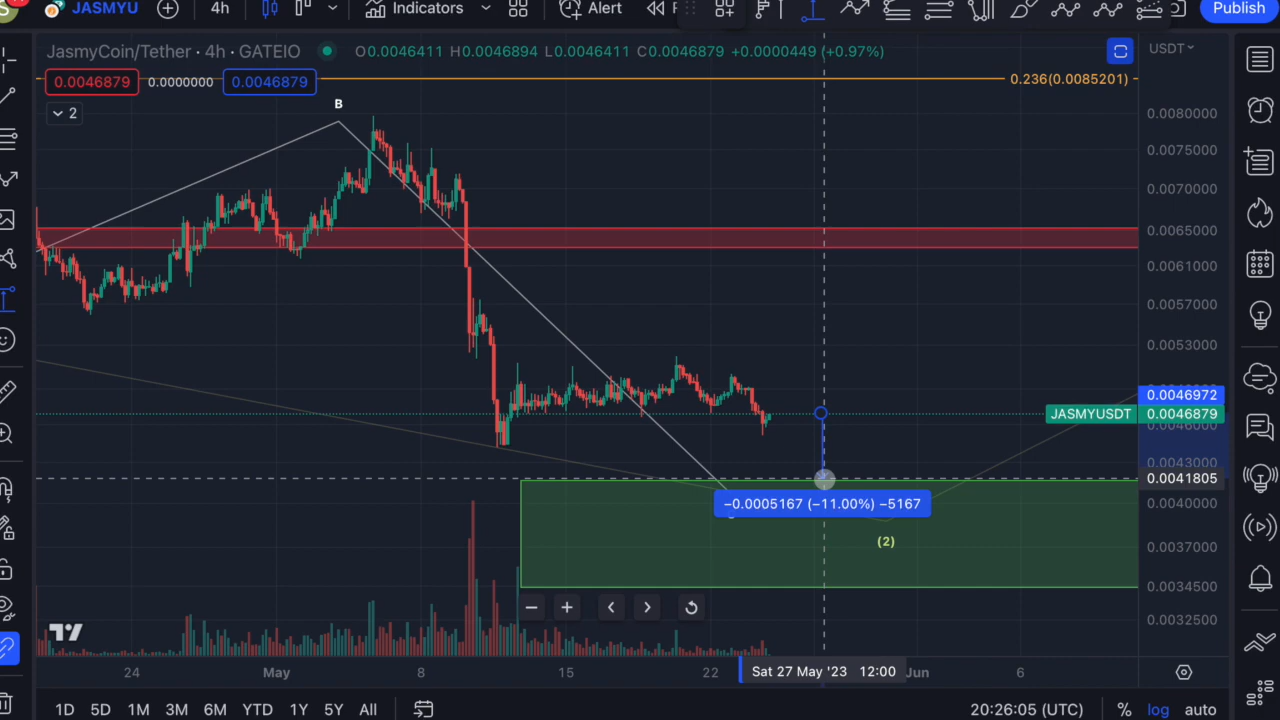 S JASMYU 4h Indicators Alert Publish
JasmyCoin/Tether · 4h · GATEIO O0.0046411 H0.0046894 L0.0046411 C0.0046879 +0.0000449 (+0.97%) USDT
0.0046879 0.0000000 0.0046879 0.236(0.0085201)
2
B
0.0080000
0.0075000
0.0070000
0.0065000
0.0061000
0.0057000
0.0053000
0.0046972
JASMYUSDT 0.0046879
0.0046000
0.0043000
0.0041805
0.0040000
−0.0005167 (−11.00%) −5167
(2)
0.0037000
0.0034500
0.0032500
24 May 8 15 22 Sat 27 May '23 12:00 Jun 6
1D 5D 1M 3M 6M YTD 1Y 5Y All 20:26:05 (UTC) % log auto